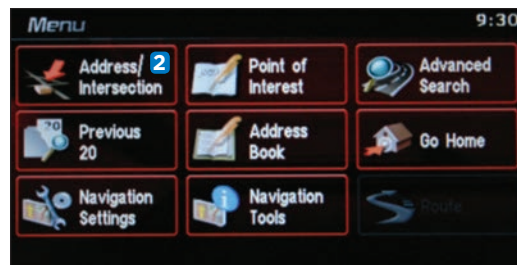 Menu 9:30
Address/ 2
Intersection
Point of
Interest
Advanced
Search
Previous
20
Address
Book
Go Home
Navigation
Settings
Navigation
Tools
Route